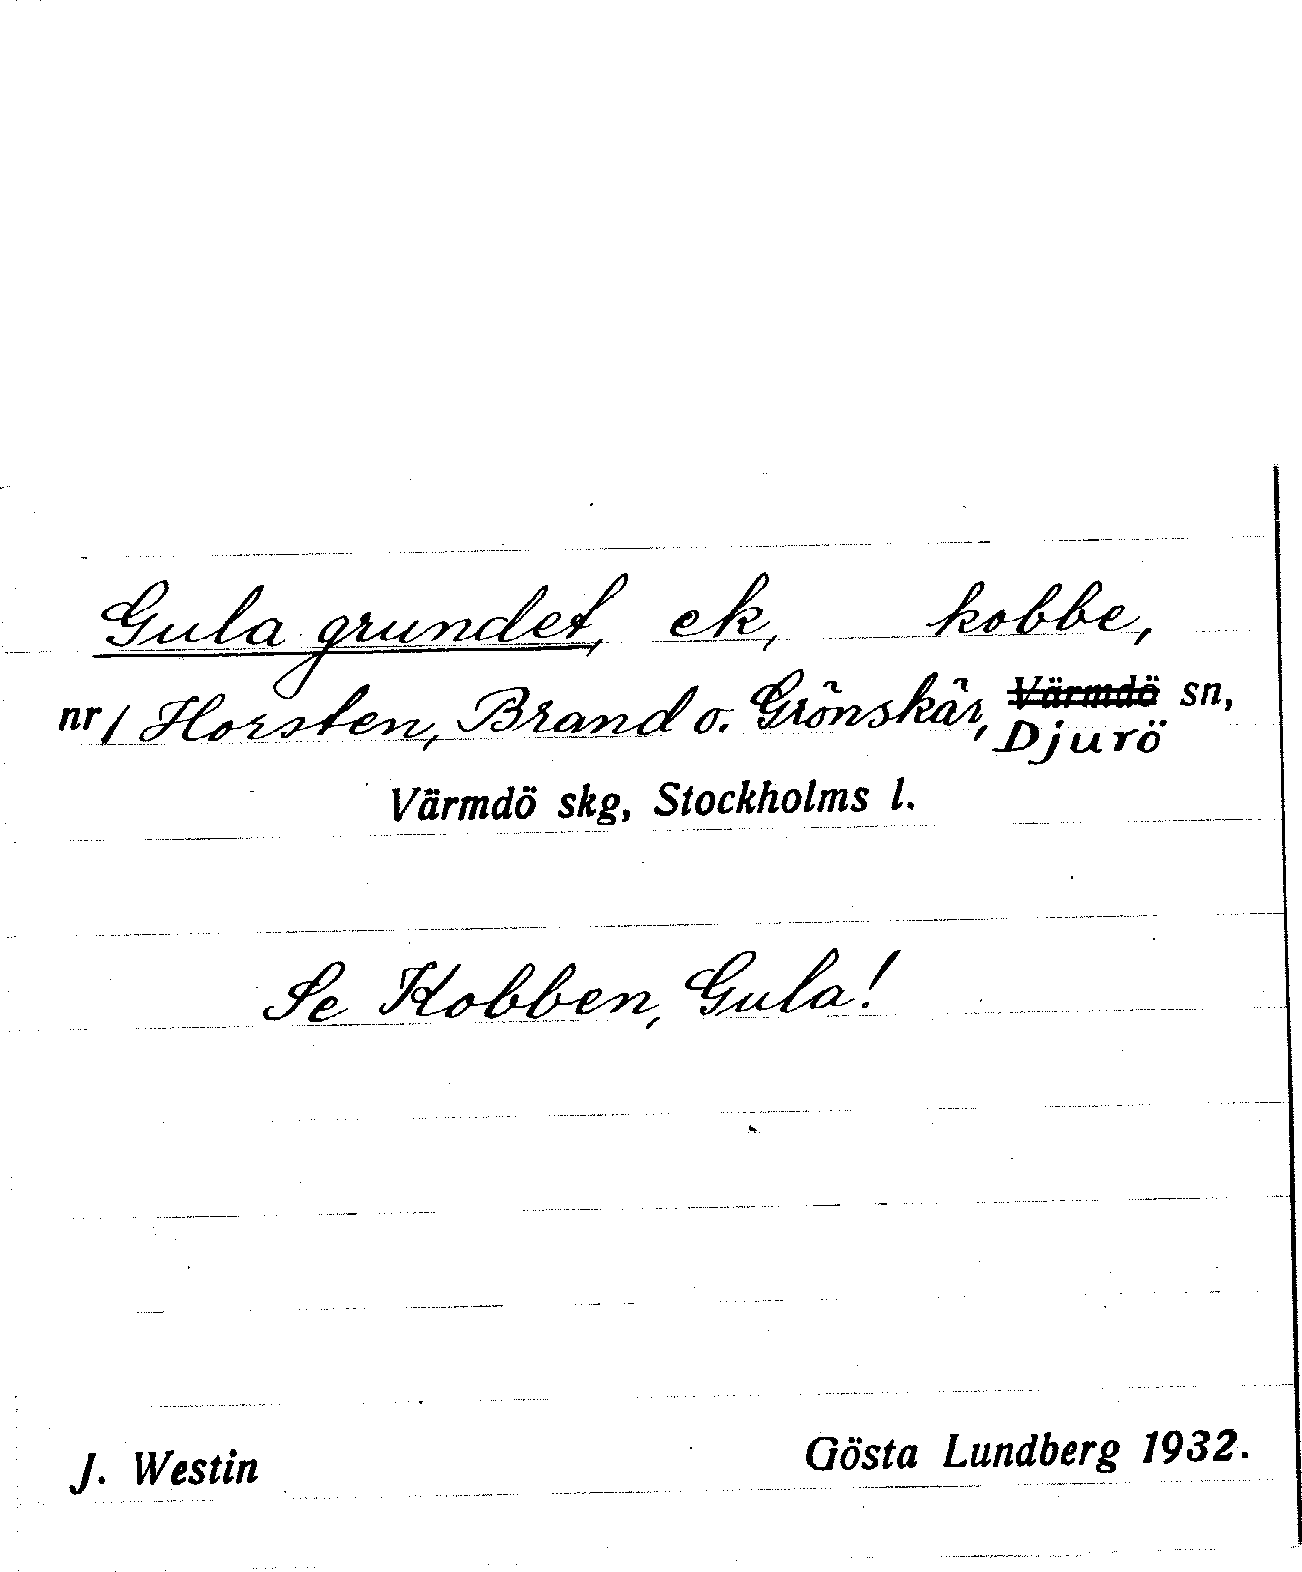 Gula grundet, ek, kobbe,
nr 1 Horsten, Brand o. Grönskär, Värmdö sn,
Djurö
Värmdö skg, Stockholms l.
Se Kobben, Gula!
J. Westin
Gösta Lundberg 1932.